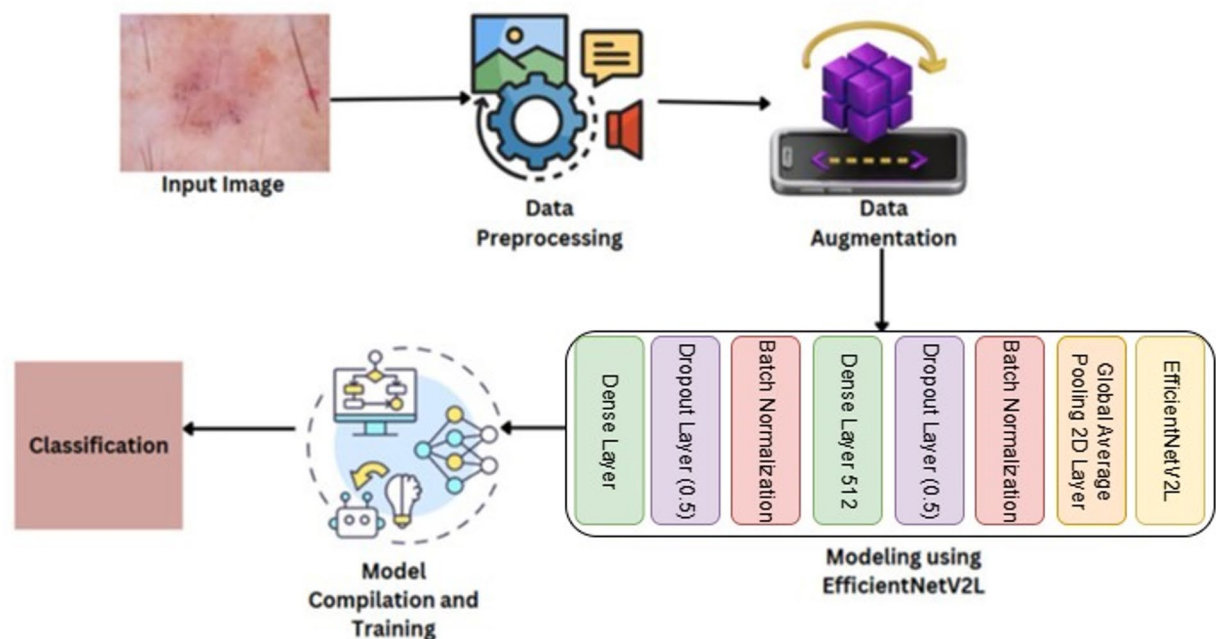 Input Image
Data
Preprocessing
Data
Augmentation
EfficientNetV2L
Global Average
Pooling 2D Layer
Batch Normalization
Dropout Layer (0.5)
Dense Layer 512
Batch Normalization
Dropout Layer (0.5)
Dense Layer
Modeling using
EfficientNetV2L
Model
Compilation and
Training
Classification